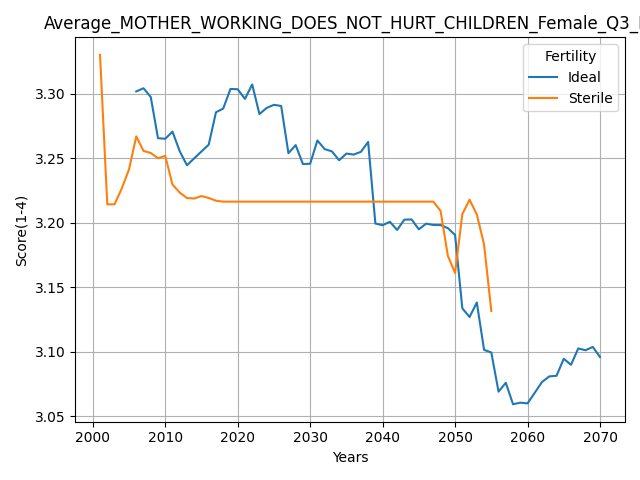 Average_MOTHER_WORKING_DOES_NOT_HURT_CHILDREN_Female_Q3_
Fertility
Ideal
Sterile
Score(1-4)
3.30
3.25
3.20
3.15
3.10
3.05
2000 2010 2020 2030 2040 2050 2060 2070
Years